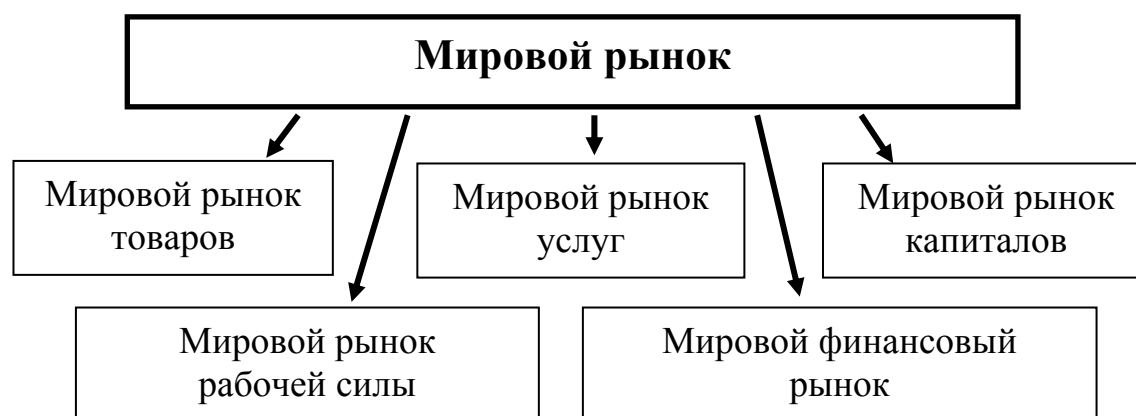 Мировой рынок
Мировой рынок
товаров
Мировой рынок
услуг
Мировой рынок
капиталов
Мировой рынок
рабочей силы
Мировой финансовый
рынок